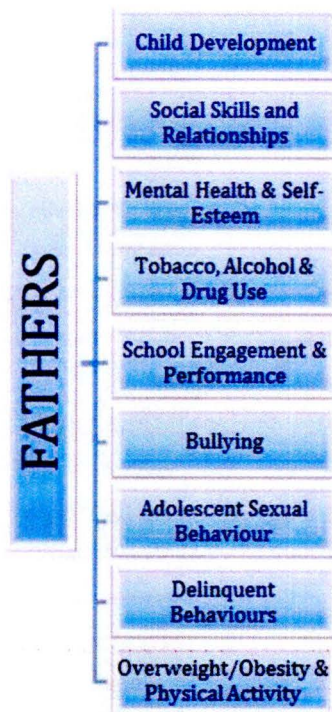 FATHERS
Child Development
Social Skills and
Relationships
Mental Health & Self-
Esteem
Tobacco, Alcohol &
Drug Use
School Engagement &
Performance
Bullying
Adolescent Sexual
Behaviour
Delinquent
Behaviours
Overweight/Obesity &
Physical Activity